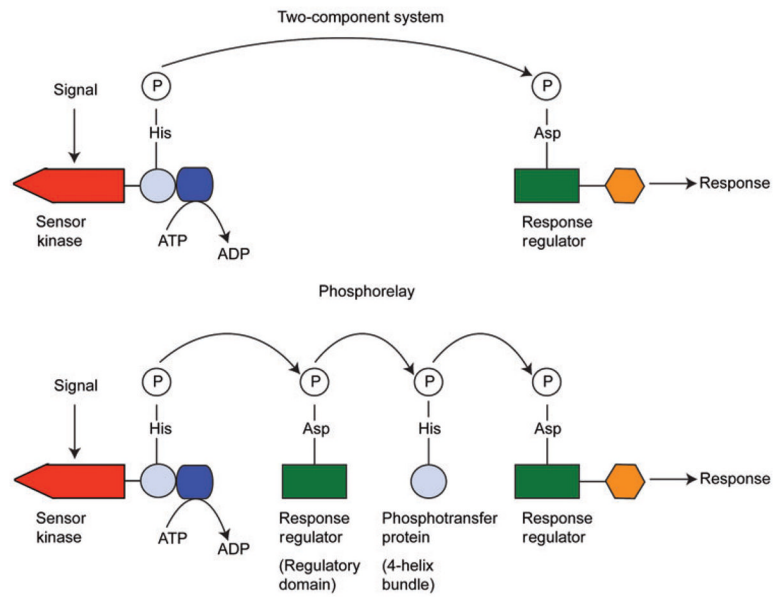 Two-component system
P
P
Signal
His
Asp
Response
Sensor
kinase
ATP
ADP
Response
regulator
Phosphorelay
P
P
P
P
Signal
His
Asp
His
Asp
Response
Sensor
kinase
ATP
ADP
Response
regulator
(Regulatory
domain)
Phosphotransfer
protein
(4-helix
bundle)
Response
regulator